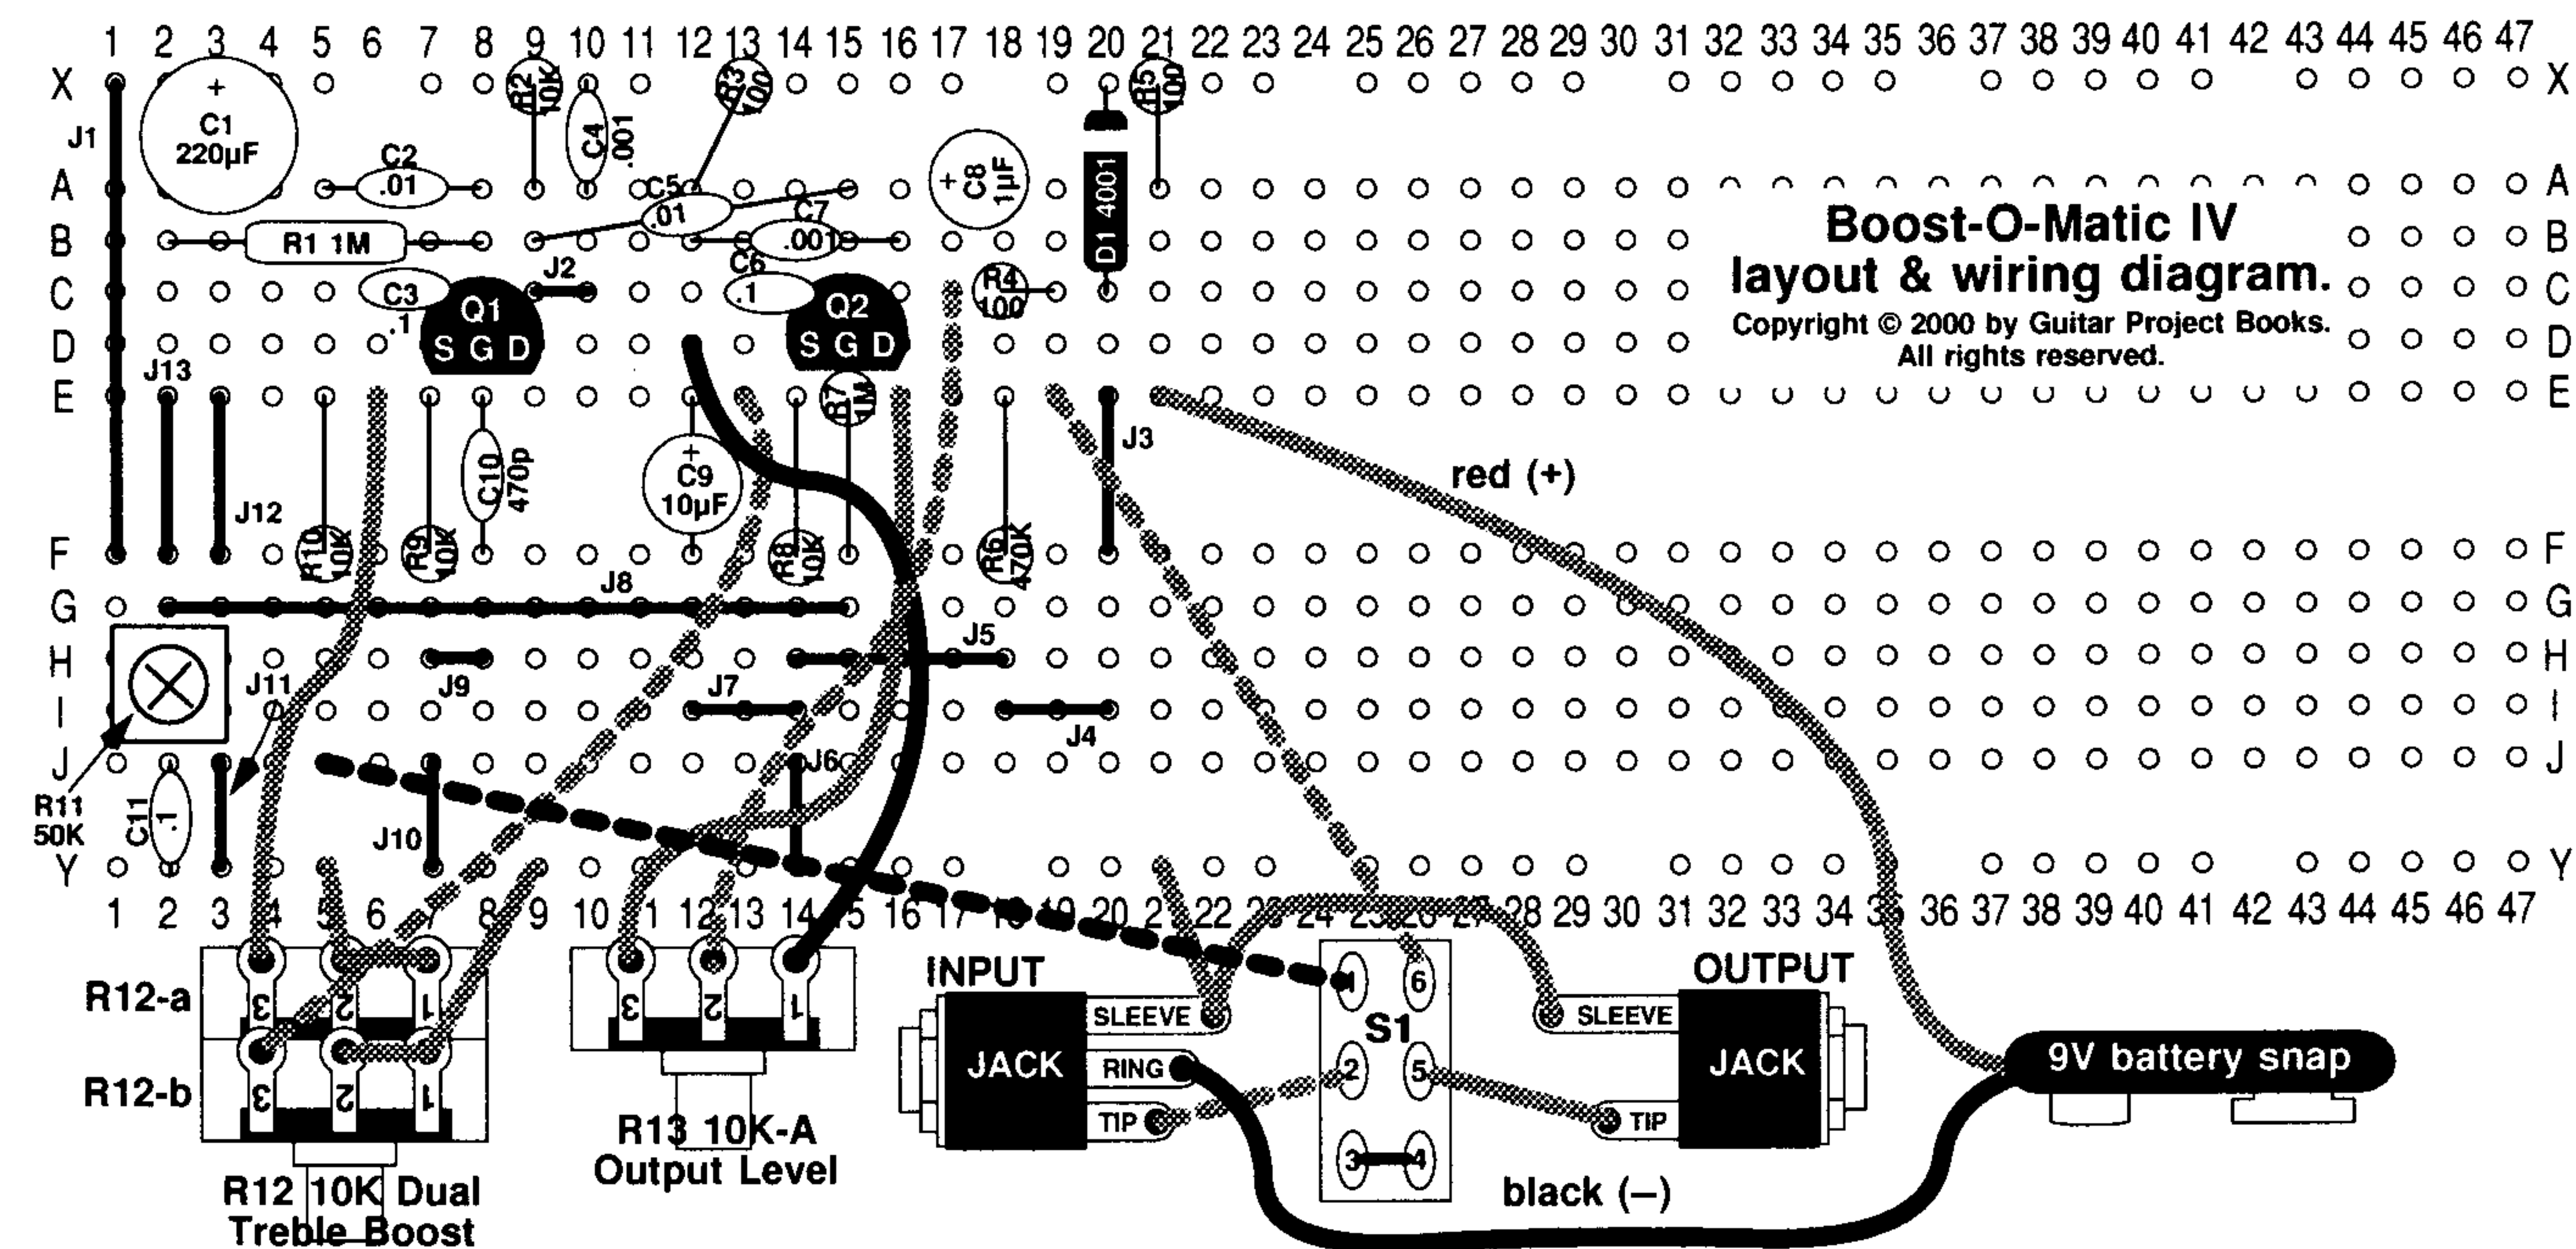 1 2 3 4 5 6 7 8 9 10 11 12 13 14 15 16 17 18 19 20 21 22 23 24 25 26 27 28 29 30 31 32 33 34 35 36 37 38 39 40 41 42 43 44 45 46 47
X X
R2
10K
R3
100
R5
100
J1
+
C1
220µF
C4
.001
C2
.01
A A
C5
.01
+
C8
1µF
D1 4001
Boost-O-Matic IV
layout & wiring diagram.
Copyright © 2000 by Guitar Project Books.
All rights reserved.
B B
R1 1M
C7
.001
C6
.1
J2
C C
C3
.1
Q1
S G D
Q2
S G D
R4
100
D D
J13
E E
R7
1M
J3
red (+)
J12
C10
470p
+
C9
10µF
R10
10K
R9
10K
R8
10K
R6
470K
F F
J8
G G
J5
H H
J11
J9
J7
I I
J4
J J
J6
R11
50K
C11
.1
J10
Y Y
1 2 3 4 5 6 7 8 9 10 1 12 13 14 15 16 17 18 19 20 21 22 23 24 25 26 27 28 29 30 31 32 33 34 35 36 37 38 39 40 41 42 43 44 45 46 47
R12-a
3 2 1
R12-b
3 2 1
R12 10K Dual
Treble Boost
3 2 1
R13 10K-A
Output Level
INPUT
JACK
SLEEVE
RING
TIP
1 6
S1
2 5
3 4
OUTPUT
SLEEVE
JACK
TIP
9V battery snap
black (–)